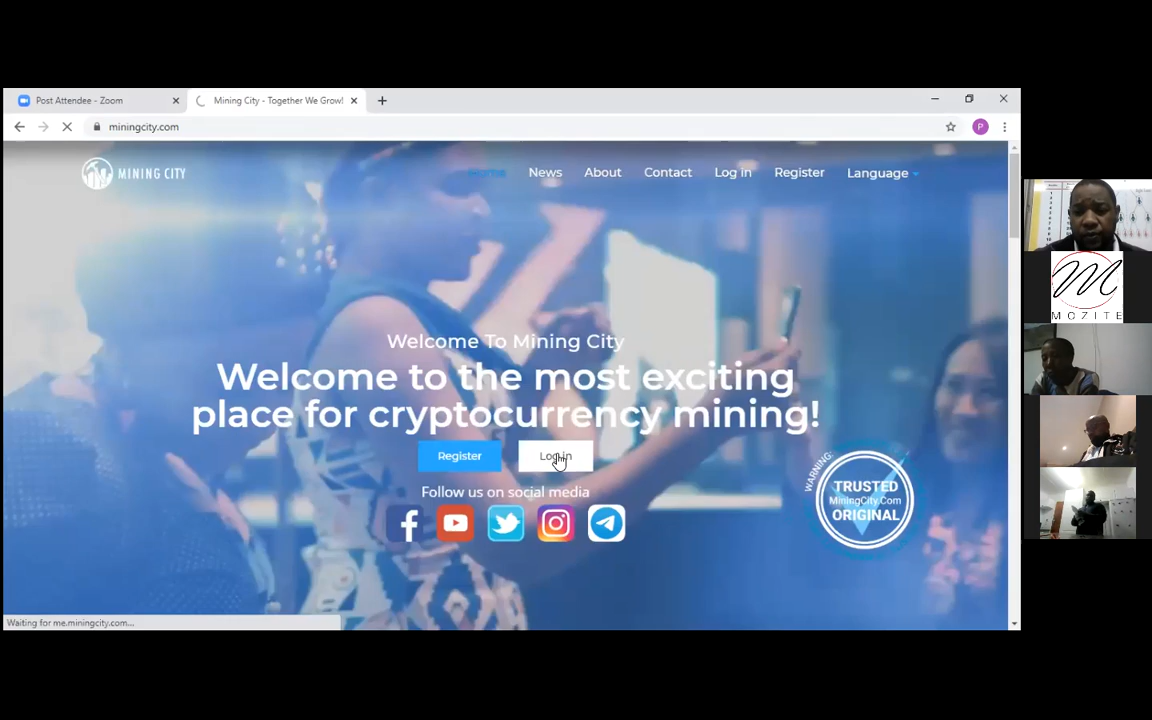 Post Attendee - Zoom
Mining City - Together We Grow!
miningcity.com
P
MINING CITY
Home
News
About
Contact
Log in
Register
Language
Welcome To Mining City
Welcome to the most exciting
place for cryptocurrency mining!
Register
Log in
Follow us on social media
WARNING:
TRUSTED
MiningCity.Com
ORIGINAL
Waiting for me.miningcity.com...
M
MOZITE